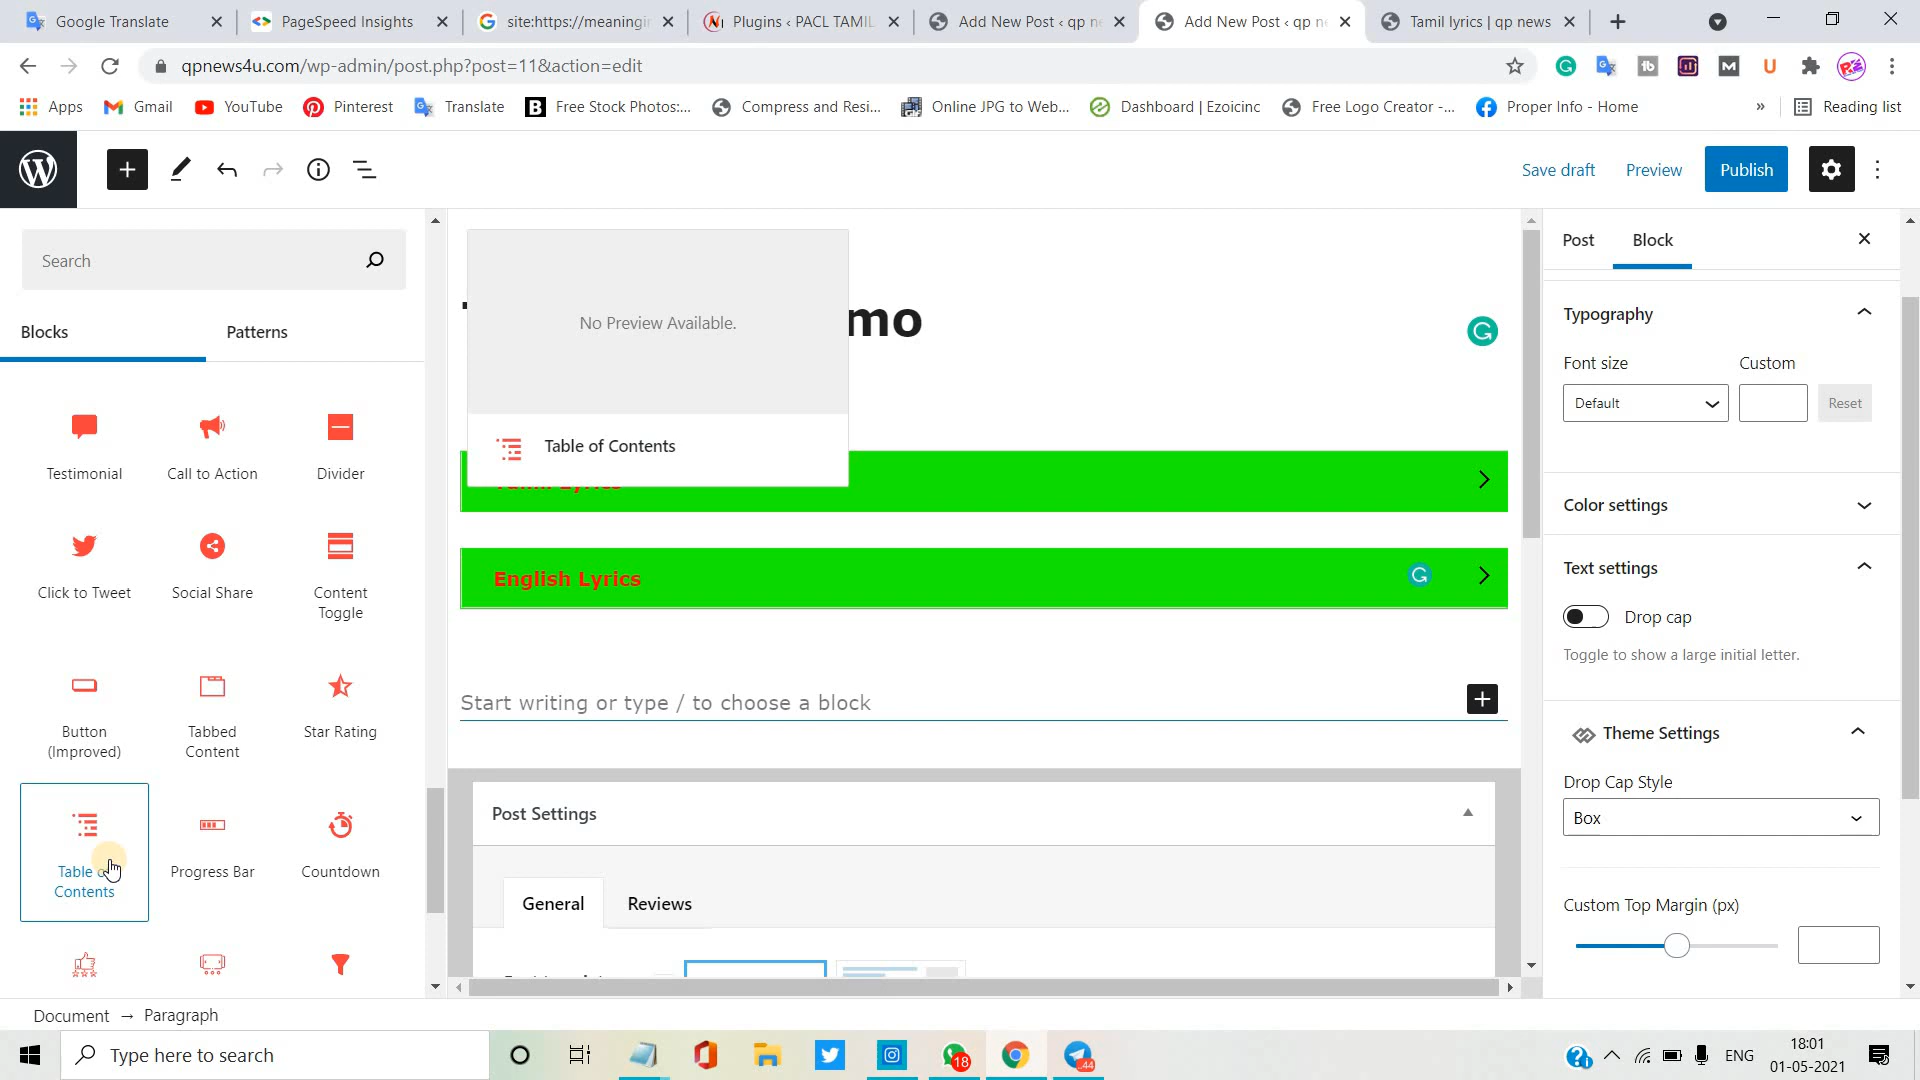 Google Translate
PageSpeed Insights
site:https://meaningin
Plugins ‹ PACL TAMIL
Add New Post ‹ qp ne
Add New Post ‹ qp ne
Tamil lyrics | qp news
qpnews4u.com/wp-admin/post.php?post=11&action=edit
Apps
Gmail
YouTube
Pinterest
Translate
Free Stock Photos:...
Compress and Resi...
Online JPG to Web...
Dashboard | Ezoicinc
Free Logo Creator -...
Proper Info - Home
»
Reading list
Save draft
Preview
Publish
Search
Blocks
Patterns
Testimonial
Call to Action
Divider
Click to Tweet
Social Share
Content
Toggle
Button
(Improved)
Tabbed
Content
Star Rating
Table of
Contents
Progress Bar
Countdown
No Preview Available.
Table of Contents
mo
English Lyrics
Start writing or type / to choose a block
Post Settings
General
Reviews
Post
Block
Typography
Font size
Custom
Default
Reset
Color settings
Text settings
Drop cap
Toggle to show a large initial letter.
Theme Settings
Drop Cap Style
Box
Custom Top Margin (px)
Document → Paragraph
Type here to search
18
44
ENG
18:01
01-05-2021